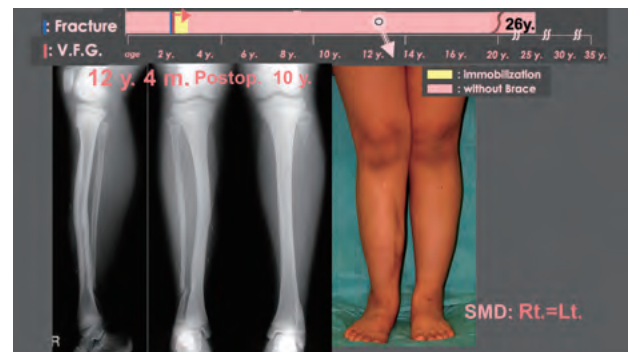 : Fracture
26y.
: V.F.G.
age 2 y. 4 y. 6 y. 8 y. 10 y. 12 y. 14 y. 16 y. 20 y. 25 y. 30 y. 35 y.
12 y. 4 m. Postop. 10 y.
: immobilization
: without Brace
SMD: Rt.=Lt.
R